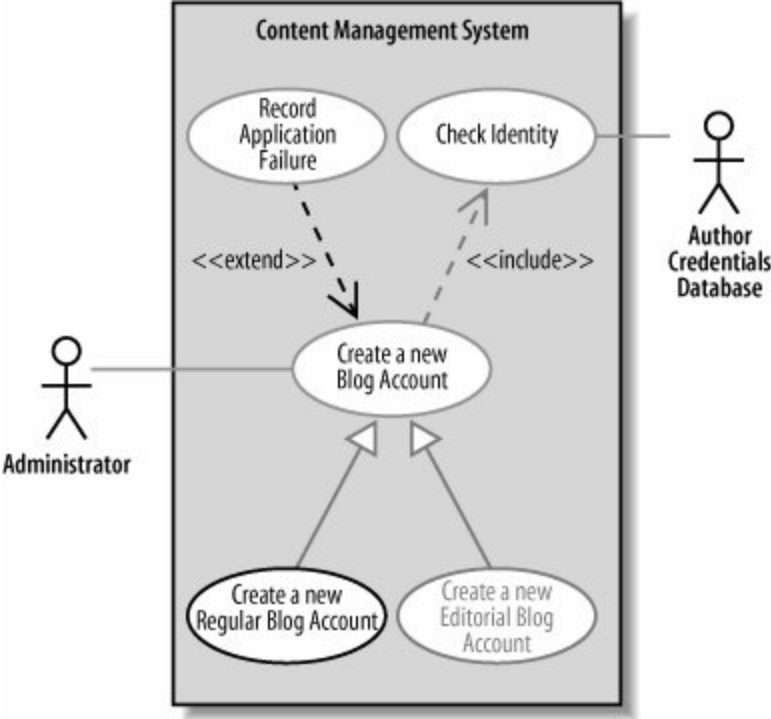 Content Management System
Record
Application
Failure
Check Identity
<<extend>>
<<include>>
Author
Credentials
Database
Create a new
Blog Account
Administrator
Create a new
Regular Blog Account
Create a new
Editorial Blog
Account